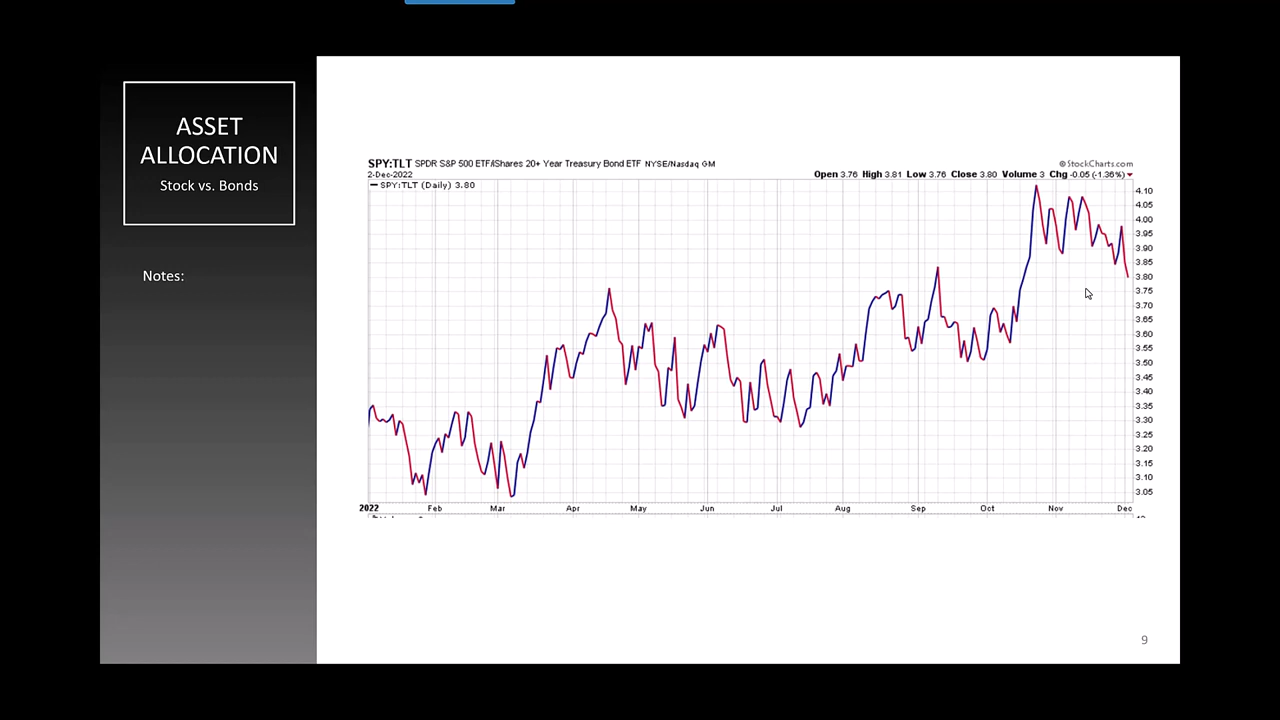 ASSET
ALLOCATION
Stock vs. Bonds
Notes:
SPY:TLT SPDR S&P 500 ETF/iShares 20+ Year Treasury Bond ETF NYSE/Nasdaq GM
© StockCharts.com
2-Dec-2022
Open 3.76 High 3.81 Low 3.76 Close 3.80 Volume 3 Chg -0.05 (-1.36%)
SPY:TLT (Daily) 3.80
4.10
4.05
4.00
3.95
3.90
3.85
3.80
3.75
3.70
3.65
3.60
3.55
3.50
3.45
3.40
3.35
3.30
3.25
3.20
3.15
3.10
3.05
2022 Feb Mar Apr May Jun Jul Aug Sep Oct Nov Dec
9